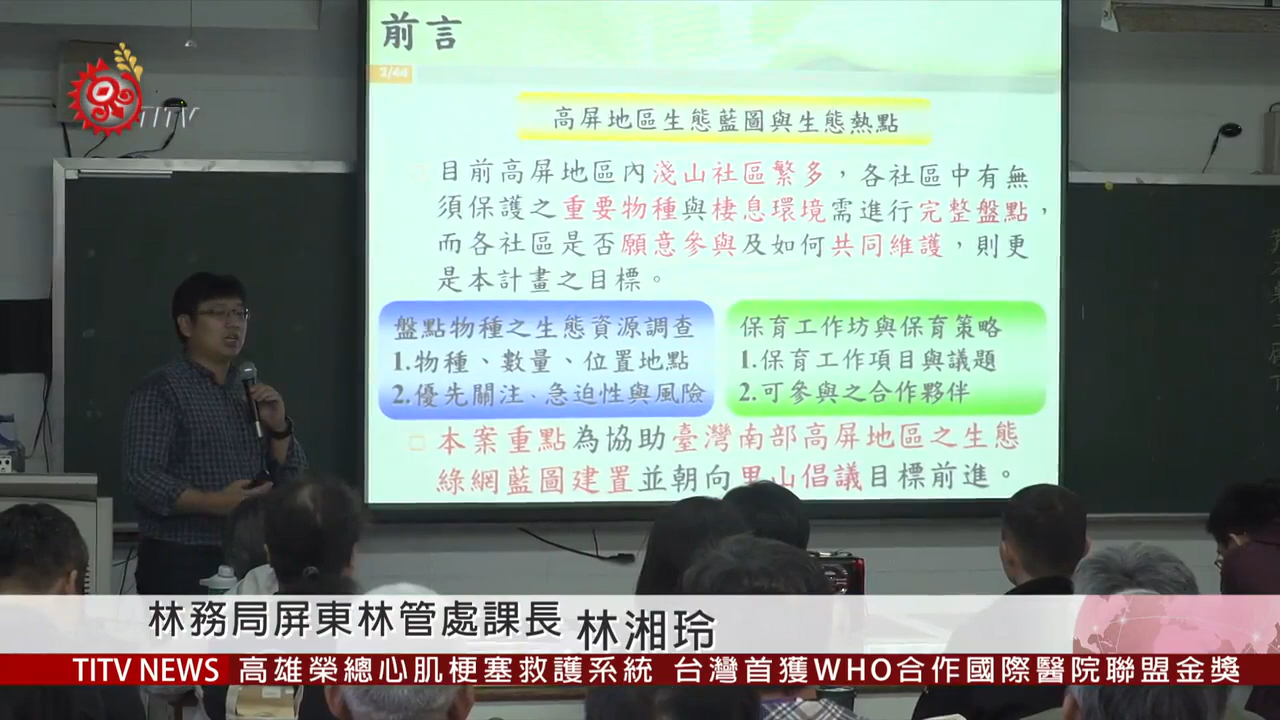 前言
1/44
TITV
高屏地區生態藍圖與生態熱點
目前高屏地區內淺山社區繁多，各社區中有無
須保護之重要物種與棲息環境需進行完整盤點，
而各社區是否願意參與及如何共同維護，則更
是本計畫之目標。
盤點物種之生態資源調查
1.物種、數量、位置地點
2.優先關注、急迫性與風險
保育工作坊與保育策略
1.保育工作項目與議題
2.可參與之合作夥伴
本案重點為協助臺灣南部高屏地區之生態
綠網藍圖建置並朝向里山倡議目標前進。
林務局屏東林管處課長 林湘玲
TITV NEWS 高雄榮總心肌梗塞救護系統 台灣首獲WHO合作國際醫院聯盟金獎